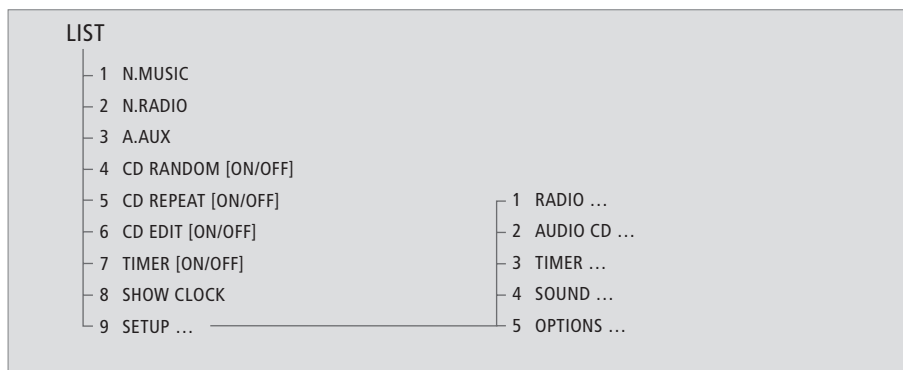 LIST
1 N.MUSIC
2 N.RADIO
3 A.AUX
4 CD RANDOM [ON/OFF]
5 CD REPEAT [ON/OFF]
6 CD EDIT [ON/OFF]
7 TIMER [ON/OFF]
8 SHOW CLOCK
9 SETUP …
1 RADIO …
2 AUDIO CD …
3 TIMER …
4 SOUND …
5 OPTIONS …